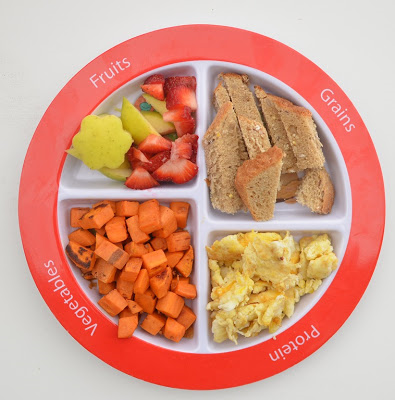 Fruits
Grains
Vegetables
Protein